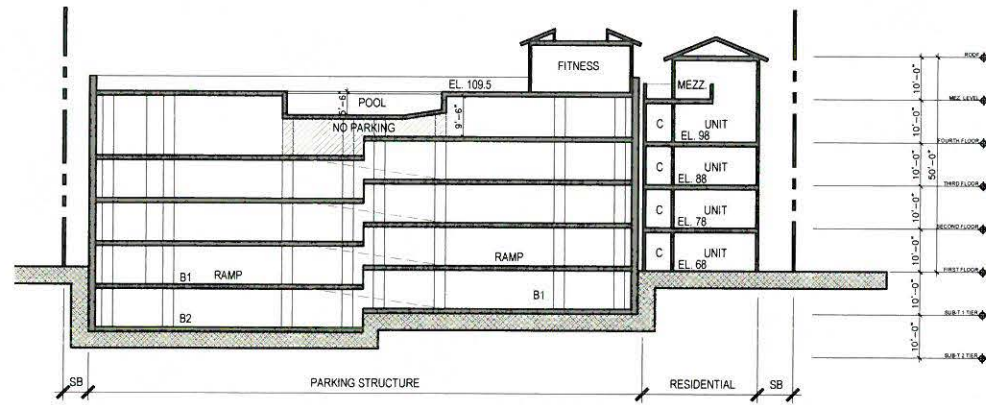 FITNESS
ROOF
EL. 109.5
MEZZ.
10'-0"
POOL
5'-6"
MEZ. LEVEL
NO PARKING
9'-6"
C UNIT
EL. 98
10'-0"
FOURTH FLOOR
C UNIT
EL. 88
10'-0"
50'-0"
THIRD FLOOR
C UNIT
EL. 78
10'-0"
SECOND FLOOR
RAMP
C UNIT
EL. 68
10'-0"
B1 RAMP
FIRST FLOOR
B1
10'-0"
SUB-T 1 TIER
B2
10'-0"
SUB-T 2 TIER
SB PARKING STRUCTURE RESIDENTIAL SB